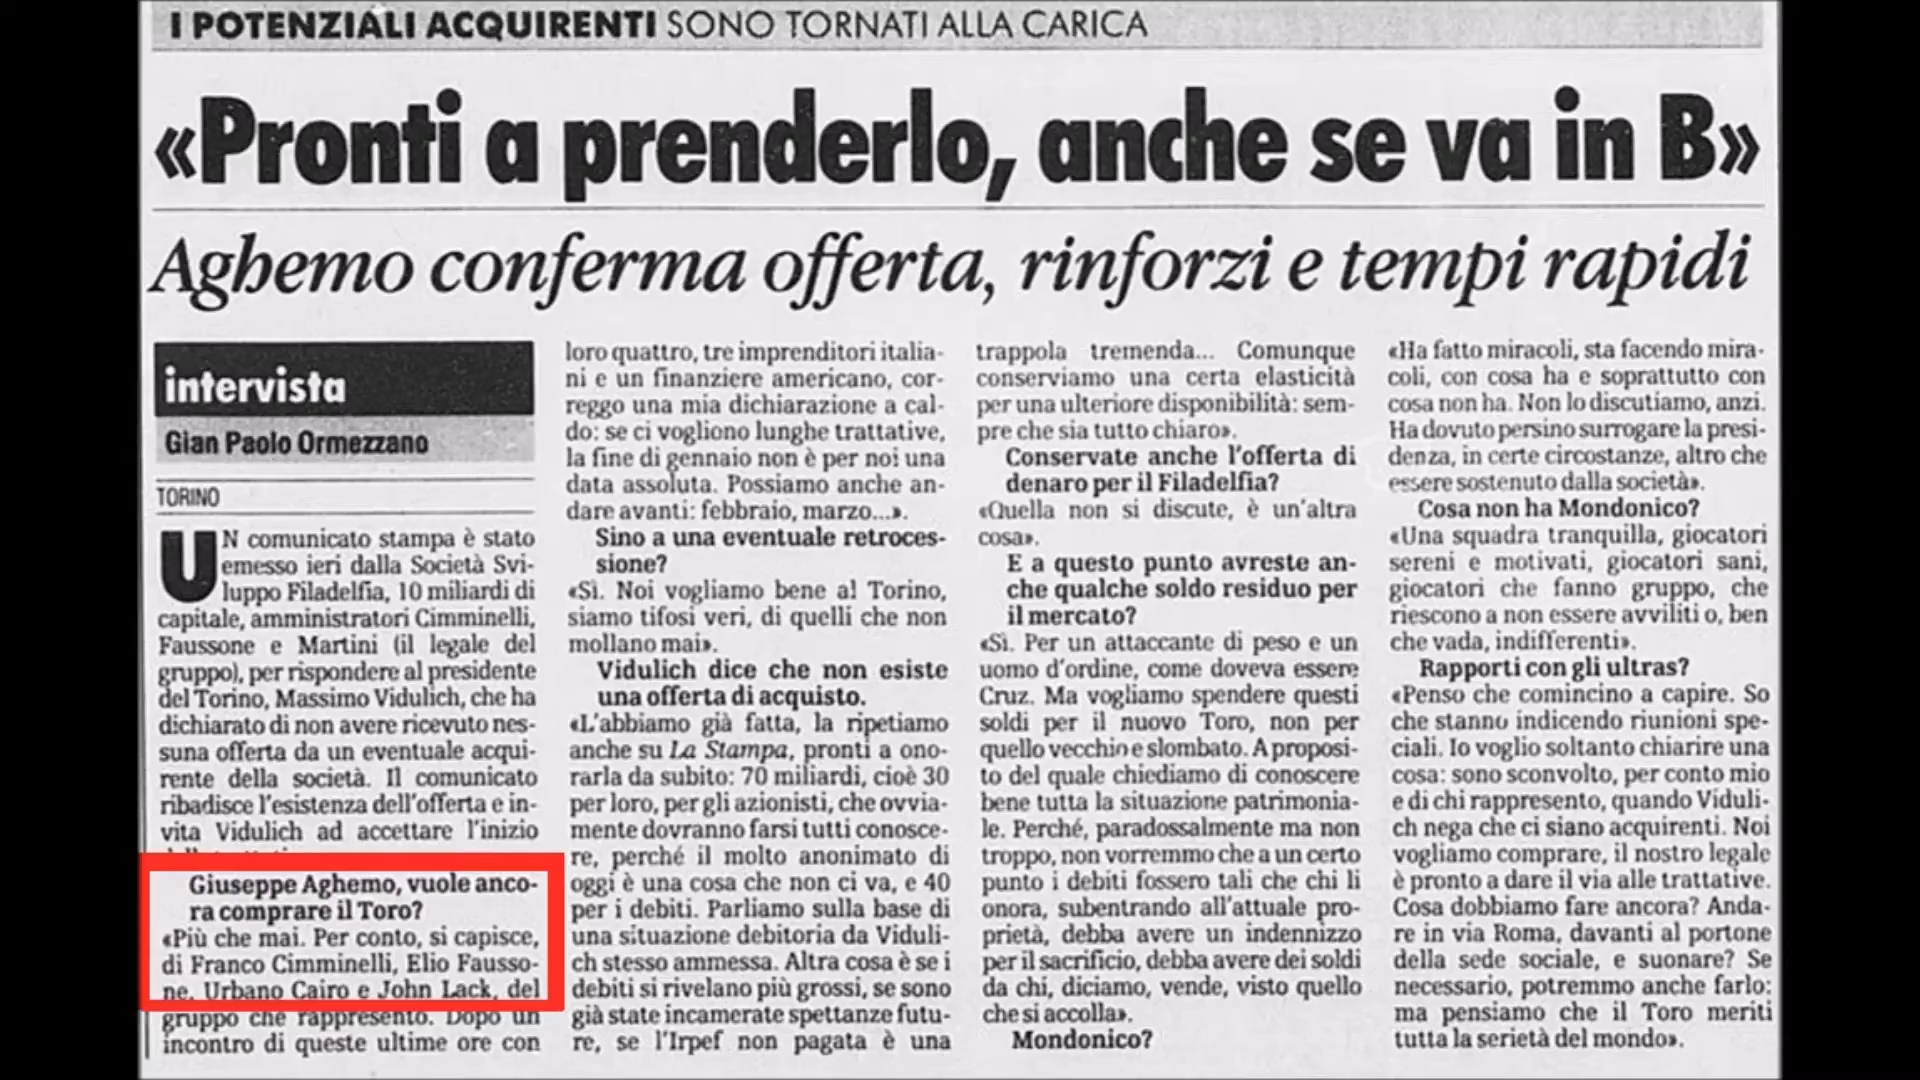 I POTENZIALI ACQUIRENTI SONO TORNATI ALLA CARICA
«Pronti a prenderlo, anche se va in B»
Aghemo conferma offerta, rinforzi e tempi rapidi
intervista
Gian Paolo Ormezzano
TORINO
UN comunicato stampa è stato
emesso ieri dalla Società Svi-
luppo Filadelfia, 10 miliardi di
capitale, amministratori Cimminelli,
Faussone e Martini (il legale del
gruppo), per rispondere al presidente
del Torino, Massimo Vidulich, che ha
dichiarato di non avere ricevuto nes-
suna offerta da un eventuale acqui-
rente della società. Il comunicato
ribadisce l'esistenza dell'offerta e in-
vita Vidulich ad accettare l'inizio
Giuseppe Aghemo, vuole anco-
ra comprare il Toro?
«Più che mai. Per conto, si capisce,
di Franco Cimminelli, Elio Fausso-
ne, Urbano Cairo e John Lack, del
gruppo che rappresento. Dopo un
incontro di queste ultime ore con
loro quattro, tre imprenditori italia-
ni e un finanziere americano, cor-
reggo una mia dichiarazione a cal-
do: se ci vogliono lunghe trattative,
la fine di gennaio non è per noi una
data assoluta. Possiamo anche an-
dare avanti: febbraio, marzo...».
Sino a una eventuale retroces-
sione?
«Sì. Noi vogliamo bene al Torino,
siamo tifosi veri, di quelli che non
mollano mai».
Vidulich dice che non esiste
una offerta di acquisto.
«L'abbiamo già fatta, la ripetiamo
anche su La Stampa, pronti a ono-
rarla da subito: 70 miliardi, cioè 30
per loro, per gli azionisti, che ovvia-
mente dovranno farsi tutti conosce-
re, perché il molto anonimato di
oggi è una cosa che non ci va, e 40
per i debiti. Parliamo sulla base di
una situazione debitoria da Viduli-
ch stesso ammessa. Altra cosa è se i
debiti si rivelano più grossi, se sono
già state incamerate spettanze futu-
re, se l'Irpef non pagata è una
trappola tremenda... Comunque
conserviamo una certa elasticità
per una ulteriore disponibilità: sem-
pre che sia tutto chiaro».
Conservate anche l'offerta di
denaro per il Filadelfia?
«Quella non si discute, è un'altra
cosa».
E a questo punto avreste an-
che qualche soldo residuo per
il mercato?
«Sì. Per un attaccante di peso e un
uomo d'ordine, come doveva essere
Cruz. Ma vogliamo spendere questi
soldi per il nuovo Toro, non per
quello vecchio e slombato. A proposi-
to del quale chiediamo di conoscere
bene tutta la situazione patrimonia-
le. Perché, paradossalmente ma non
troppo, non vorremmo che a un certo
punto i debiti fossero tali che chi li
onora, subentrando all'attuale pro-
prietà, debba avere un indennizzo
per il sacrificio, debba avere dei soldi
da chi, diciamo, vende, visto quello
che si accolla».
Mondonico?
«Ha fatto miracoli, sta facendo mira-
coli, con cosa ha e soprattutto con
cosa non ha. Non lo discutiamo, anzi.
Ha dovuto persino surrogare la presi-
denza, in certe circostanze, altro che
essere sostenuto dalla società».
Cosa non ha Mondonico?
«Una squadra tranquilla, giocatori
sereni e motivati, giocatori sani,
giocatori che fanno gruppo, che
riescono a non essere avviliti o, ben
che vada, indifferenti».
Rapporti con gli ultras?
«Penso che comincino a capire. So
che stanno indicendo riunioni spe-
ciali. Io voglio soltanto chiarire una
cosa: sono sconvolto, per conto mio
e di chi rappresento, quando Viduli-
ch nega che ci siano acquirenti. Noi
vogliamo comprare, il nostro legale
è pronto a dare il via alle trattative.
Cosa dobbiamo fare ancora? Anda-
re in via Roma, davanti al portone
della sede sociale, e suonare? Se
necessario, potremmo anche farlo:
ma pensiamo che il Toro meriti
tutta la serietà del mondo».